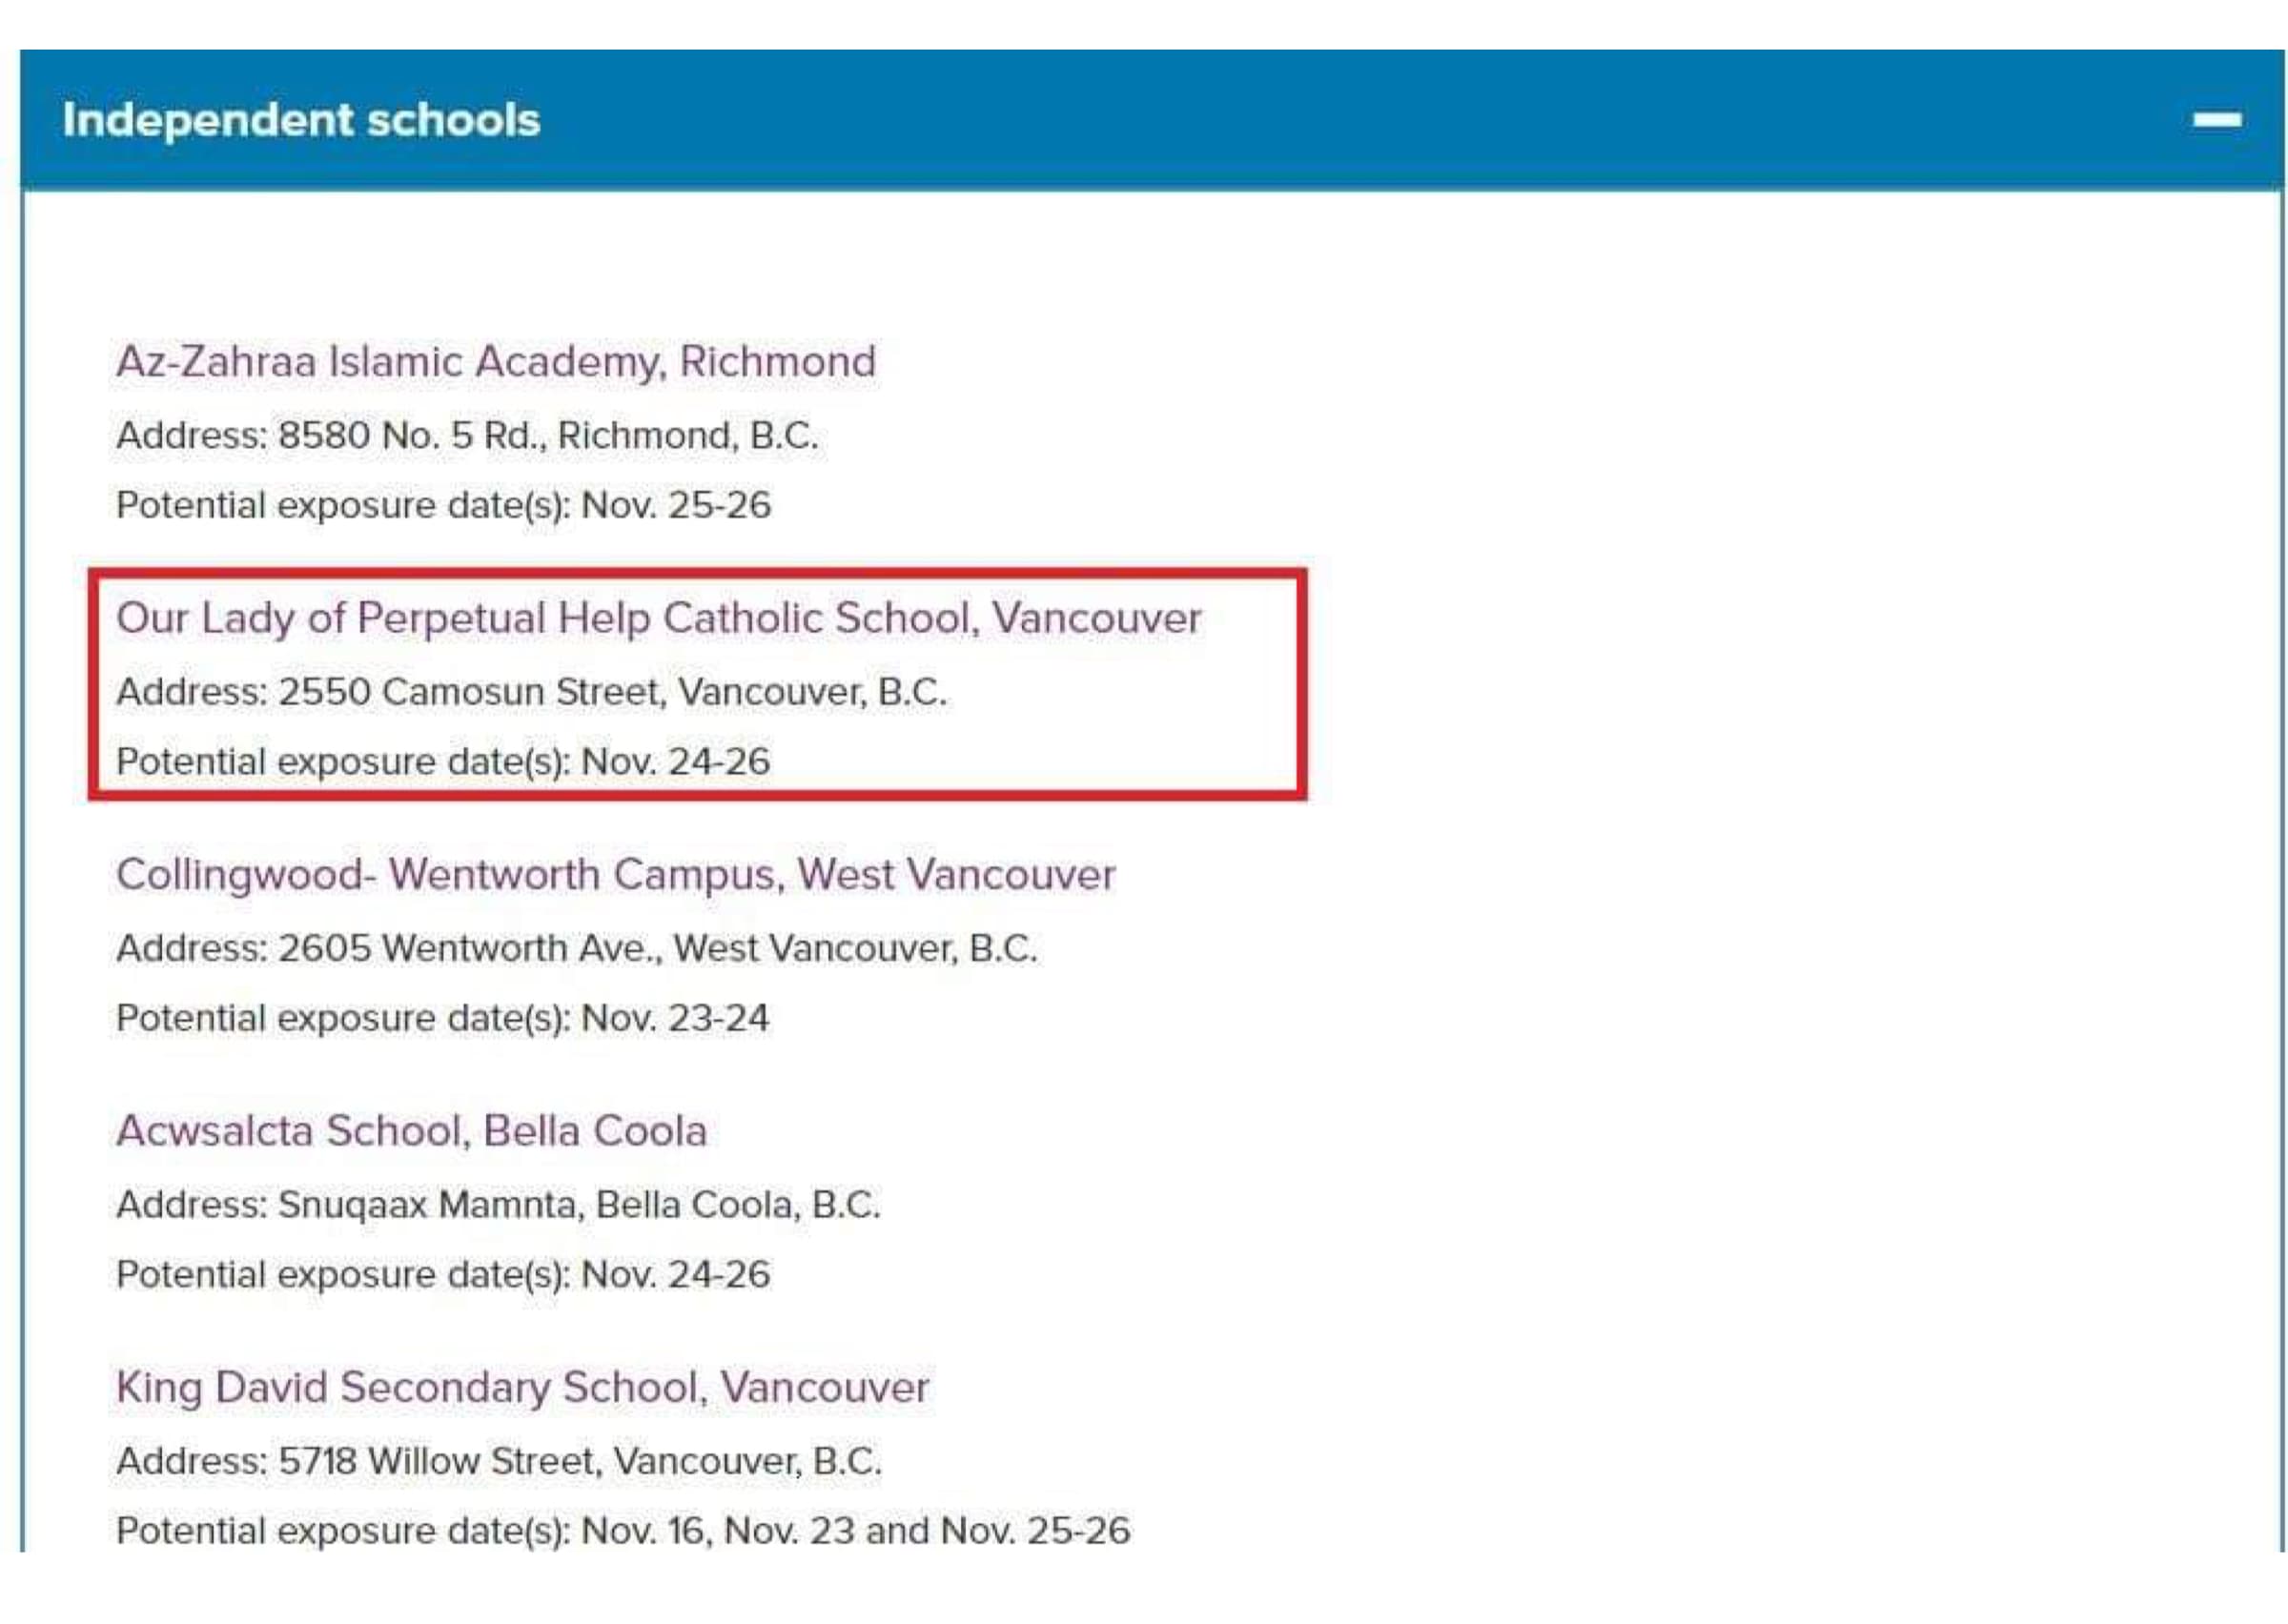 Independent schools
Az-Zahraa Islamic Academy, Richmond
Address: 8580 No. 5 Rd., Richmond, B.C.
Potential exposure date(s): Nov. 25-26
Our Lady of Perpetual Help Catholic School, Vancouver
Address: 2550 Camosun Street, Vancouver, B.C.
Potential exposure date(s): Nov. 24-26
Collingwood- Wentworth Campus, West Vancouver
Address: 2605 Wentworth Ave., West Vancouver, B.C.
Potential exposure date(s): Nov. 23-24
Acwsalcta School, Bella Coola
Address: Snuqaax Mamnta, Bella Coola, B.C.
Potential exposure date(s): Nov. 24-26
King David Secondary School, Vancouver
Address: 5718 Willow Street, Vancouver, B.C.
Potential exposure date(s): Nov. 16, Nov. 23 and Nov. 25-26